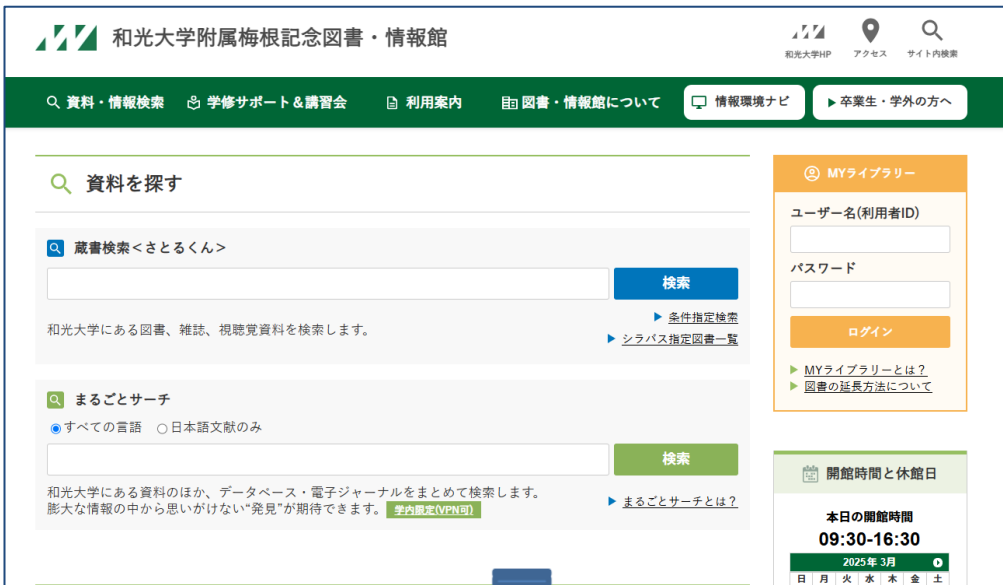 和光大学附属梅根記念図書・情報館
和光大学HP
アクセス
サイト内検索
資料・情報検索
学修サポート&講習会
利用案内
図書・情報館について
情報環境ナビ
卒業生・学外の方へ
資料を探す
蔵書検索<さとるくん>
検索
和光大学にある図書、雑誌、視聴覚資料を検索します。
条件指定検索
シラバス指定図書一覧
まるごとサーチ
すべての言語 日本語文献のみ
検索
和光大学にある資料のほか、データベース・電子ジャーナルをまとめて検索します。
膨大な情報の中から思いがけない“発見”が期待できます。 学内限定(VPN可)
まるごとサーチとは?
MYライブラリー
ユーザー名(利用者ID)
パスワード
ログイン
MYライブラリーとは?
図書の延長方法について
開館時間と休館日
本日の開館時間
09:30-16:30
2025年 3月
日 月 火 水 木 金 土